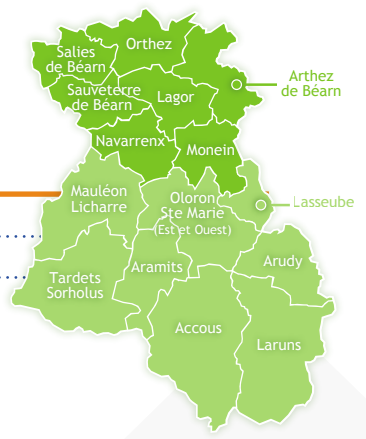 Orthez
Salies
de Béarn
Arthez
de Béarn
Sauveterre
de Béarn
Lagor
Navarrenx
Monein
Mauléon
Licharre
Oloron
Ste Marie
(Est et Ouest)
Lasseube
Aramits
Arudy
Tardets
Sorholus
Accous
Laruns